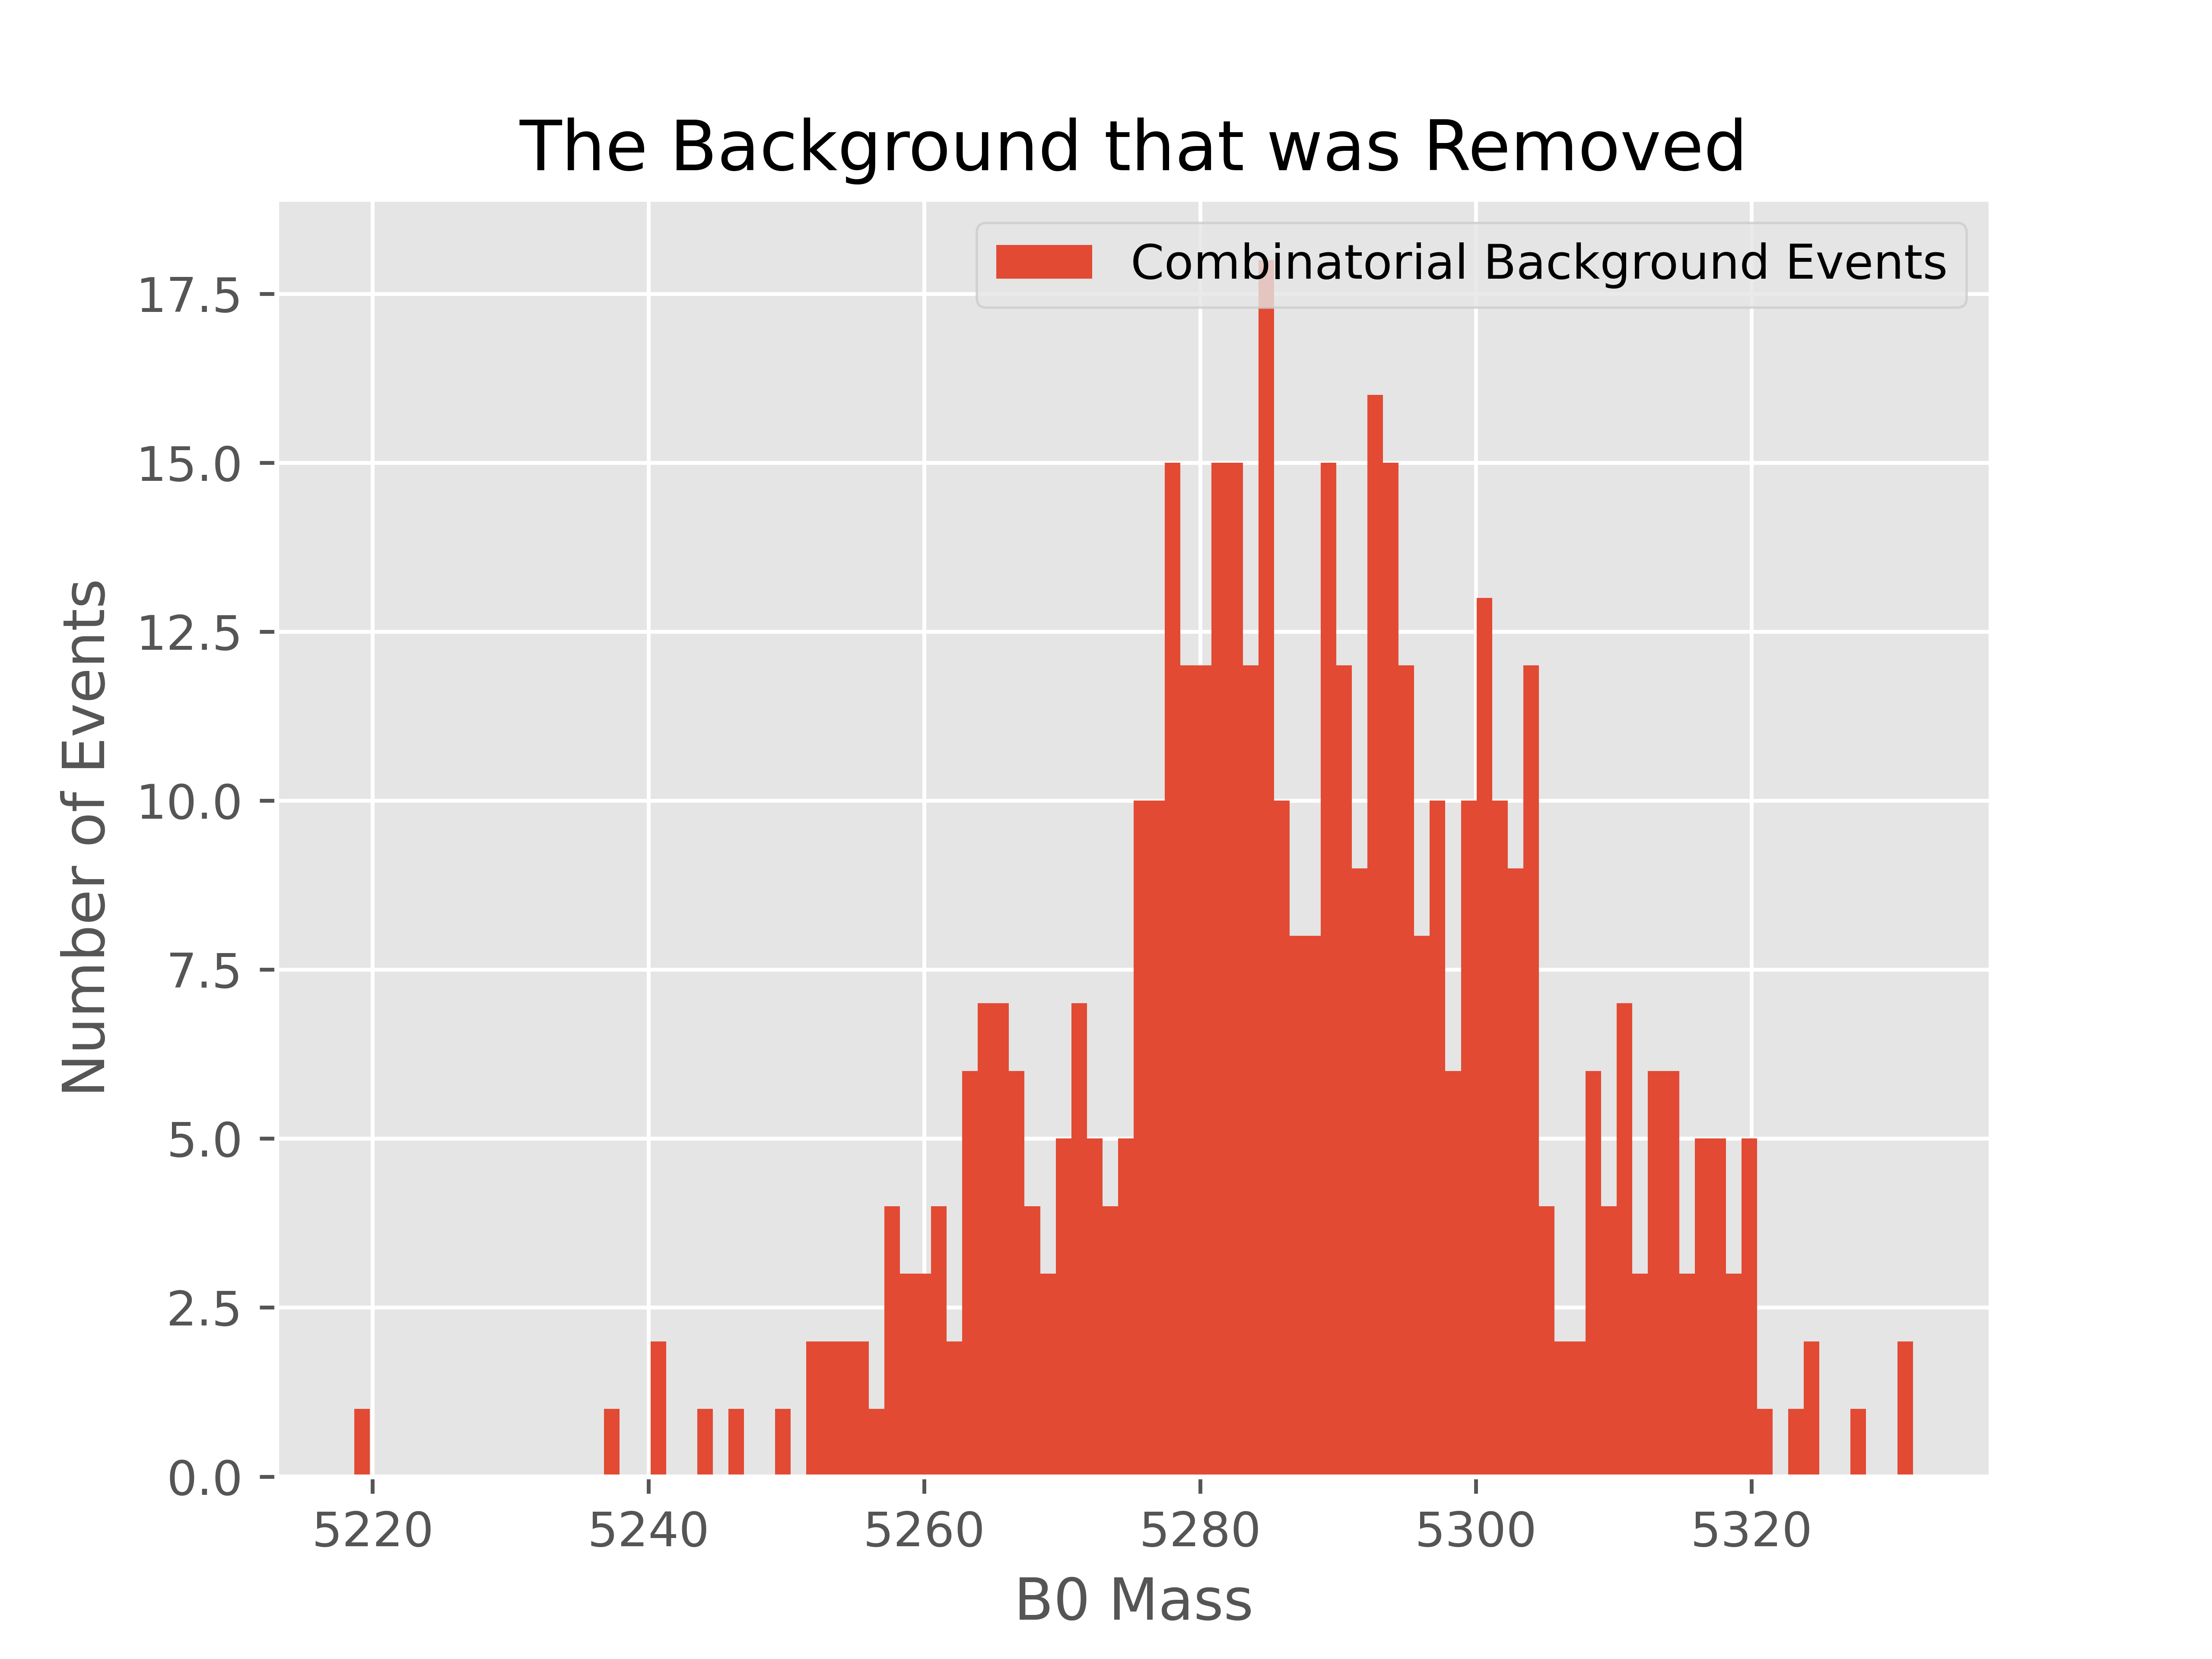 The Background that was Removed
Combinatorial Background Events
Number of Events
17.5
15.0
12.5
10.0
7.5
5.0
2.5
0.0
5220 5240 5260 5280 5300 5320
B0 Mass